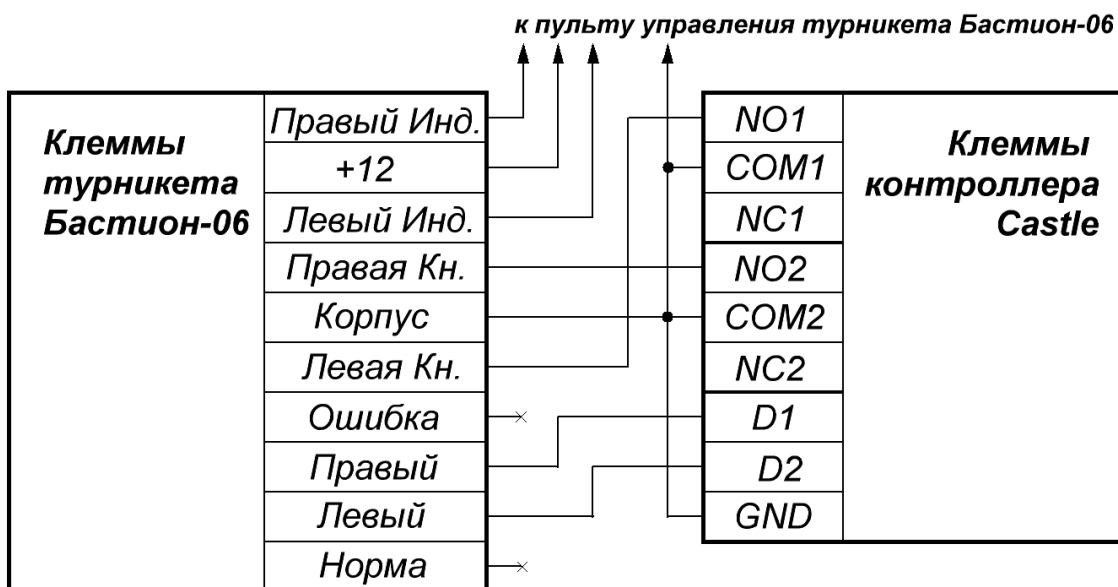 к пульту управления турникета Бастион-06
Клеммы
турникета
Бастион-06
Правый Инд.
+12
Левый Инд.
Правая Кн.
Корпус
Левая Кн.
Ошибка
Правый
Левый
Норма
NO1
COM1
NC1
NO2
COM2
NC2
D1
D2
GND
Клеммы
контроллера
Castle